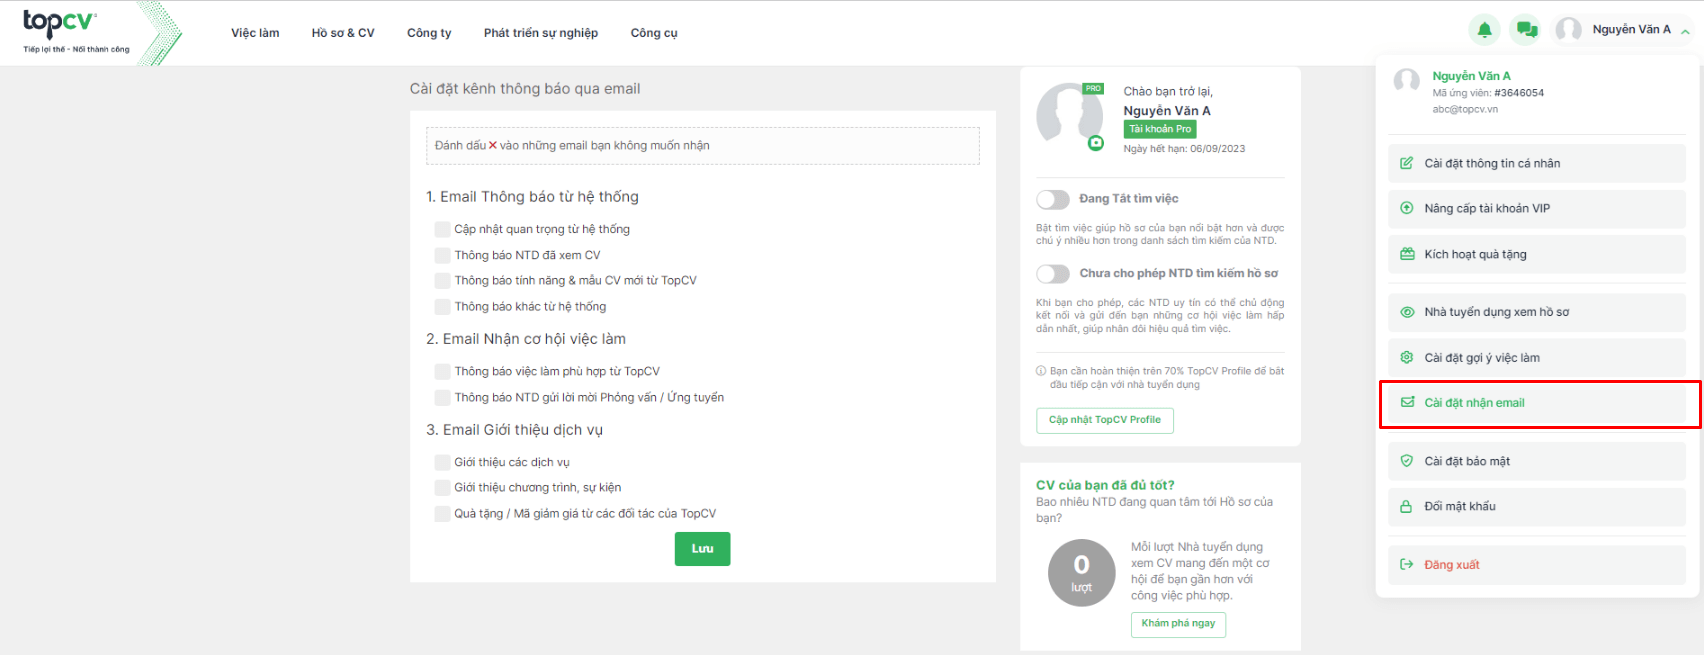 topcv
Tiếp lợi thế - Nối thành công
Việc làm
Hồ sơ & CV
Công ty
Phát triển sự nghiệp
Công cụ
Nguyễn Văn A
Cài đặt kênh thông báo qua email
Đánh dấu ✕ vào những email bạn không muốn nhận
1. Email Thông báo từ hệ thống
Cập nhật quan trọng từ hệ thống
Thông báo NTD đã xem CV
Thông báo tính năng & mẫu CV mới từ TopCV
Thông báo khác từ hệ thống
2. Email Nhận cơ hội việc làm
Thông báo việc làm phù hợp từ TopCV
Thông báo NTD gửi lời mời Phỏng vấn / Ứng tuyển
3. Email Giới thiệu dịch vụ
Giới thiệu các dịch vụ
Giới thiệu chương trình, sự kiện
Quà tặng / Mã giảm giá từ các đối tác của TopCV
Lưu
PRO
Chào bạn trở lại,
Nguyễn Văn A
Tài khoản Pro
Ngày hết hạn: 06/09/2023
Đang Tắt tìm việc
Bật tìm việc giúp hồ sơ của bạn nổi bật hơn và được
chú ý nhiều hơn trong danh sách tìm kiếm của NTD.
Chưa cho phép NTD tìm kiếm hồ sơ
Khi bạn cho phép, các NTD uy tín có thể chủ động
kết nối và gửi đến bạn những cơ hội việc làm hấp
dẫn nhất, giúp nhân đôi hiệu quả tìm việc.
Bạn cần hoàn thiện trên 70% TopCV Profile để bắt
đầu tiếp cận với nhà tuyển dụng
Cập nhật TopCV Profile
CV của bạn đã đủ tốt?
Bao nhiêu NTD đang quan tâm tới Hồ sơ của
bạn?
0
lượt
Mỗi lượt Nhà tuyển dụng
xem CV mang đến một cơ
hội để bạn gần hơn với
công việc phù hợp.
Khám phá ngay
Nguyễn Văn A
Mã ứng viên: #3646054
abc@topcv.vn
Cài đặt thông tin cá nhân
Nâng cấp tài khoản VIP
Kích hoạt quà tặng
Nhà tuyển dụng xem hồ sơ
Cài đặt gợi ý việc làm
Cài đặt nhận email
Cài đặt bảo mật
Đổi mật khẩu
Đăng xuất